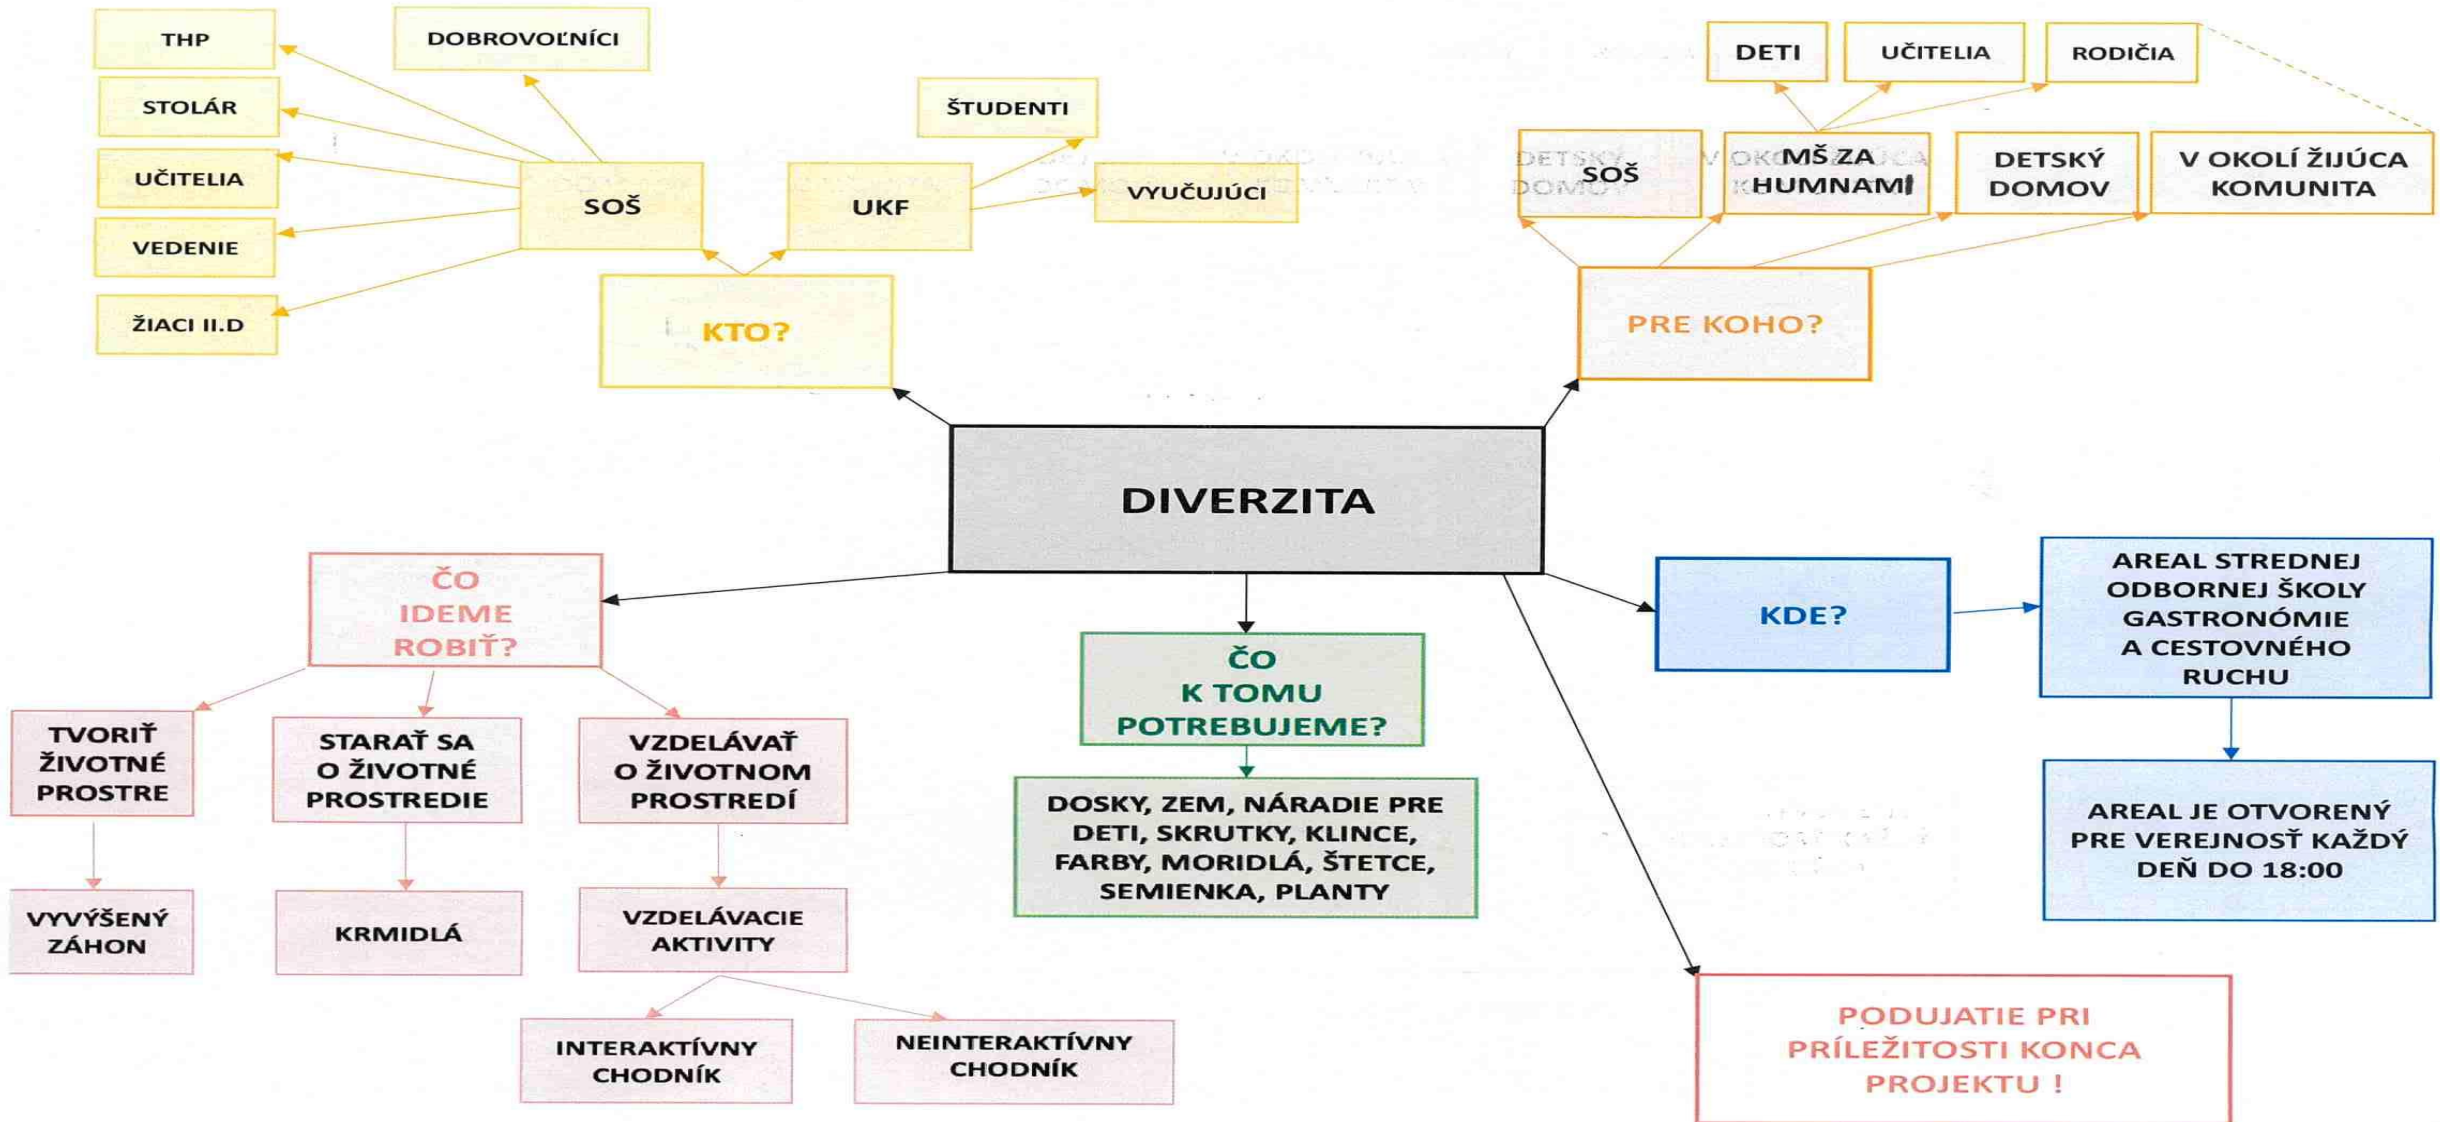 THP
DOBROVOĽNÍCI
STOLÁR
UČITELIA
VEDENIE
ŽIACI II.D
SOŠ
UKF
ŠTUDENTI
VYUČUJÚCI
KTO?
DETI
UČITELIA
RODIČIA
SOŠ
MŠ ZA
HUMNAMI
DETSKÝ
DOMOV
V OKOLÍ ŽIJÚCA
KOMUNITA
PRE KOHO?
DIVERZITA
ČO
IDEME
ROBIŤ?
TVORIŤ
ŽIVOTNÉ
PROSTRE
STARAŤ SA
O ŽIVOTNÉ
PROSTREDIE
VZDELÁVAŤ
O ŽIVOTNOM
PROSTREDÍ
VYVÝŠENÝ
ZÁHON
KRMIDLÁ
VZDELÁVACIE
AKTIVITY
INTERAKTÍVNY
CHODNÍK
NEINTERAKTÍVNY
CHODNÍK
ČO
K TOMU
POTREBUJEME?
DOSKY, ZEM, NÁRADIE PRE
DETI, SKRUTKY, KLINCE,
FARBY, MORIDLÁ, ŠTETCE,
SEMIENKA, PLANTY
KDE?
AREAL STREDNEJ
ODBORNEJ ŠKOLY
GASTRONÓMIE
A CESTOVNÉHO
RUCHU
AREAL JE OTVORENÝ
PRE VEREJNOSŤ KAŽDÝ
DEŇ DO 18:00
PODUJATIE PRI
PRÍLEŽITOSTI KONCA
PROJEKTU !